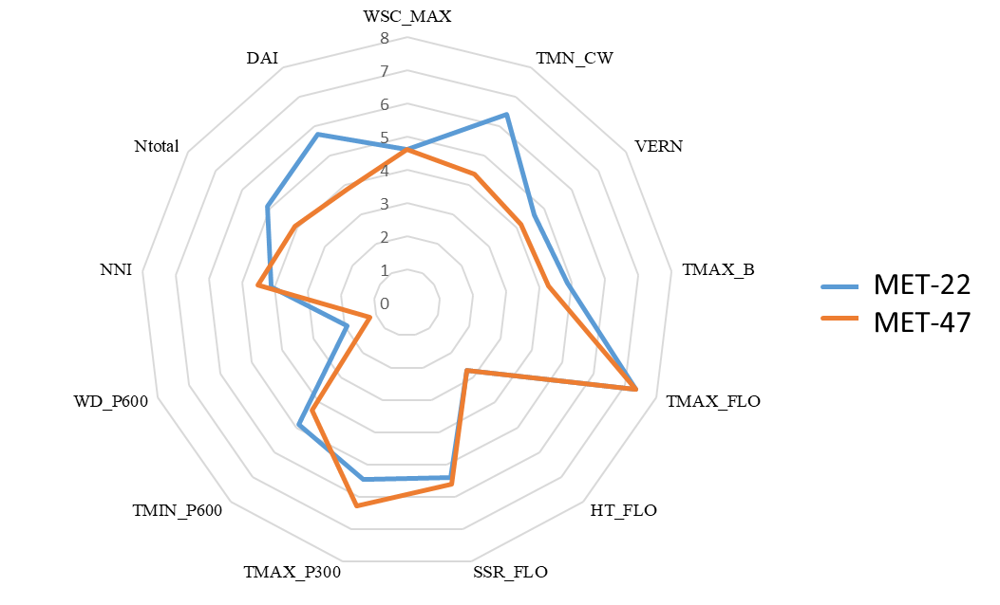 WSC_MAX
8
DAI
TMN_CW
7
6
5
Ntotal
VERN
4
3
2
NNI
1
TMAX_B
0
MET-22
MET-47
WD_P600
TMAX_FLO
TMIN_P600
HT_FLO
TMAX_P300
SSR_FLO